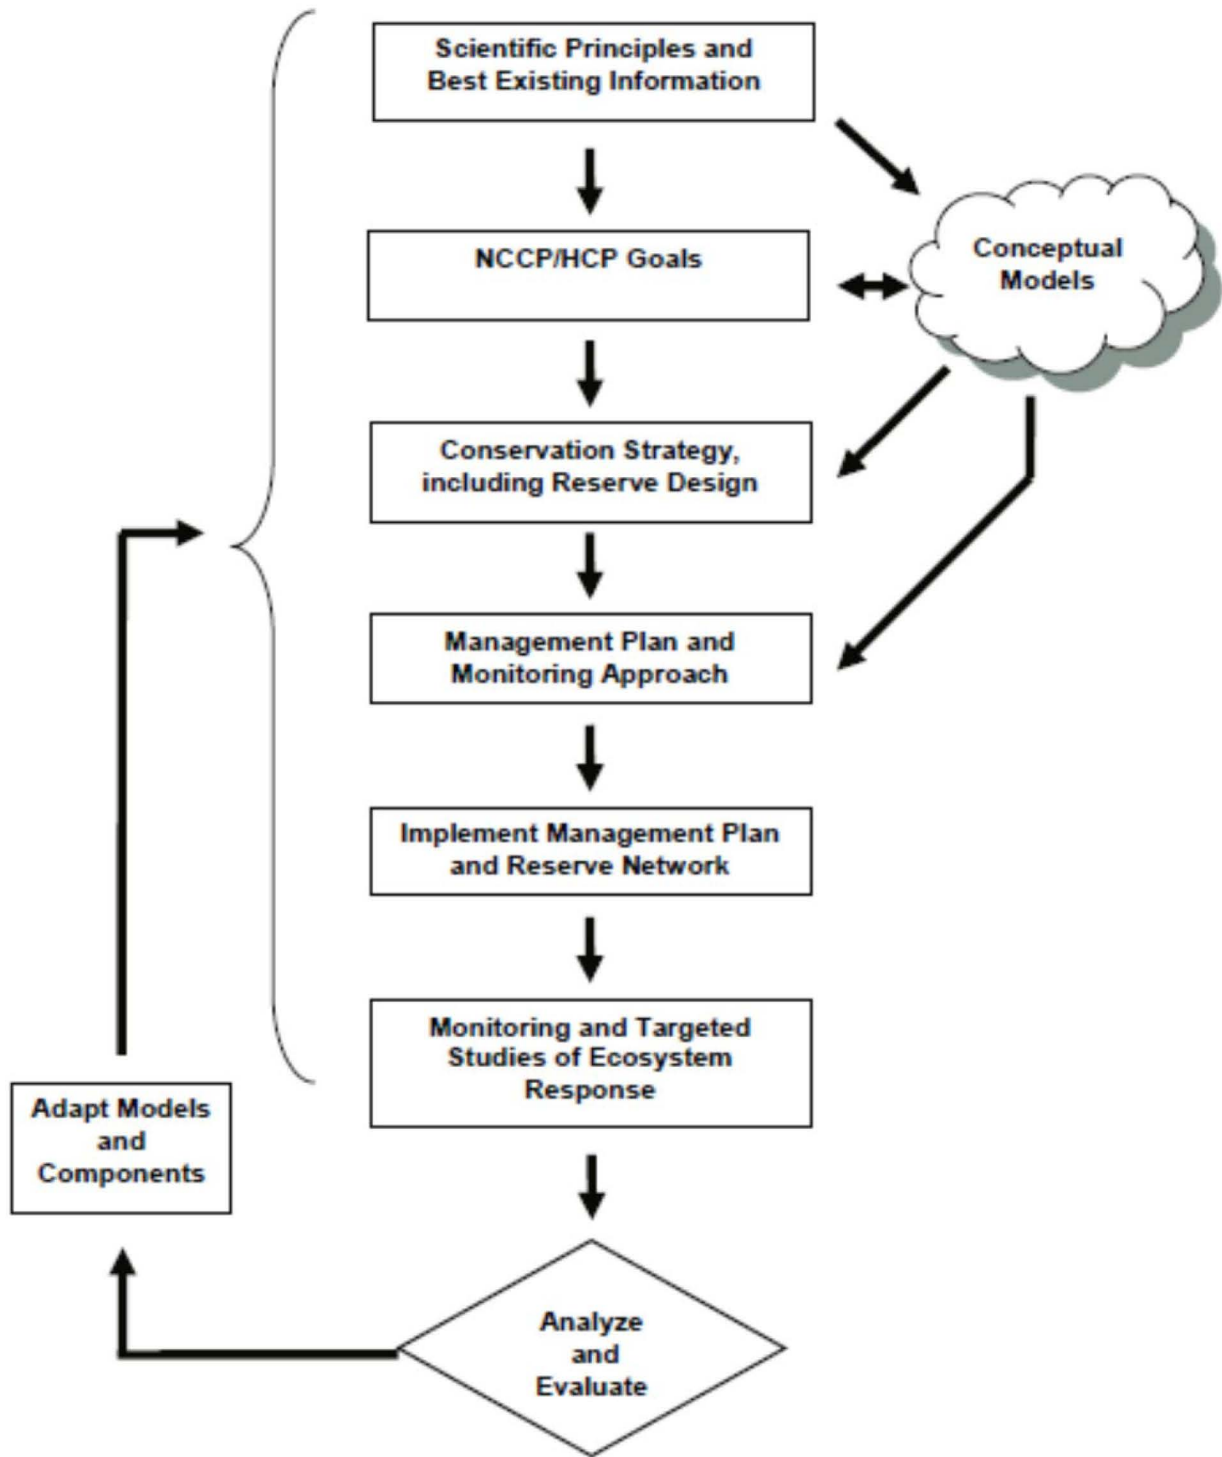 Scientific Principles and
Best Existing Information
NCCP/HCP Goals
Conceptual
Models
Conservation Strategy,
including Reserve Design
Management Plan and
Monitoring Approach
Implement Management Plan
and Reserve Network
Monitoring and Targeted
Studies of Ecosystem
Response
Adapt Models
and
Components
Analyze
and
Evaluate